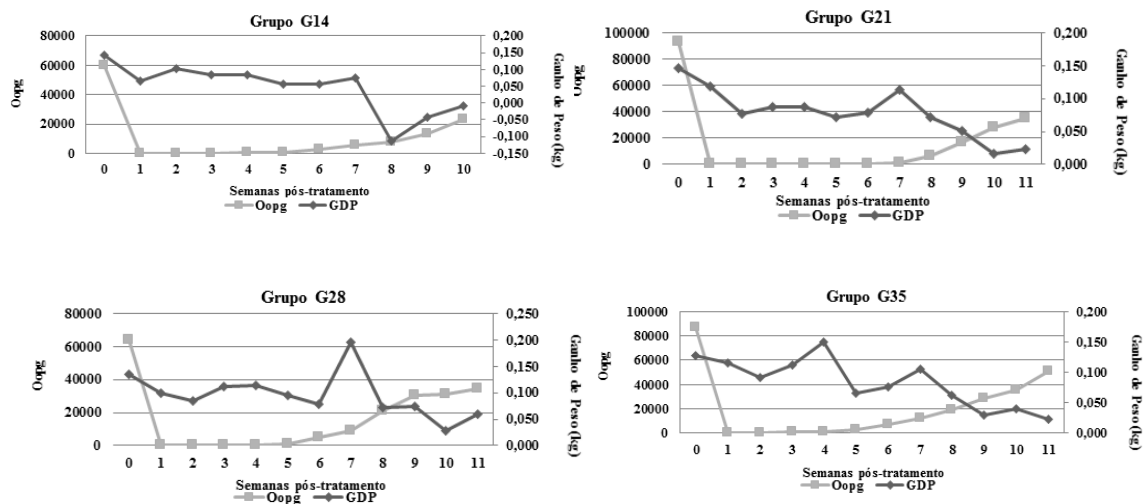 Grupo G14
80000
60000
40000
20000
0
Oopg
0,200
0,150
0,100
0,050
0,000
-0,050
-0,100
-0,150
Ganho de Peso (kg)
0 1 2 3 4 5 6 7 8 9 10
Semanas pós-tratamento
Oopg GDP
Grupo G21
100000
80000
60000
40000
20000
0
0,200
0,150
0,100
0,050
0,000
Ganho de Peso (kg)
0 1 2 3 4 5 6 7 8 9 10 11
Semanas pós-tratamento
Oopg GDP
Grupo G28
80000
60000
40000
20000
0
Oopg
0,250
0,200
0,150
0,100
0,050
0,000
Ganho de Peso (kg)
0 1 2 3 4 5 6 7 8 9 10 11
Semanas pós-tratamento
Oopg GDP
Grupo G35
100000
80000
60000
40000
20000
0
Oopg
0,200
0,150
0,100
0,050
0,000
Ganho de Peso (kg)
0 1 2 3 4 5 6 7 8 9 10 11
Semanas pós-tratamento
Oopg GDP